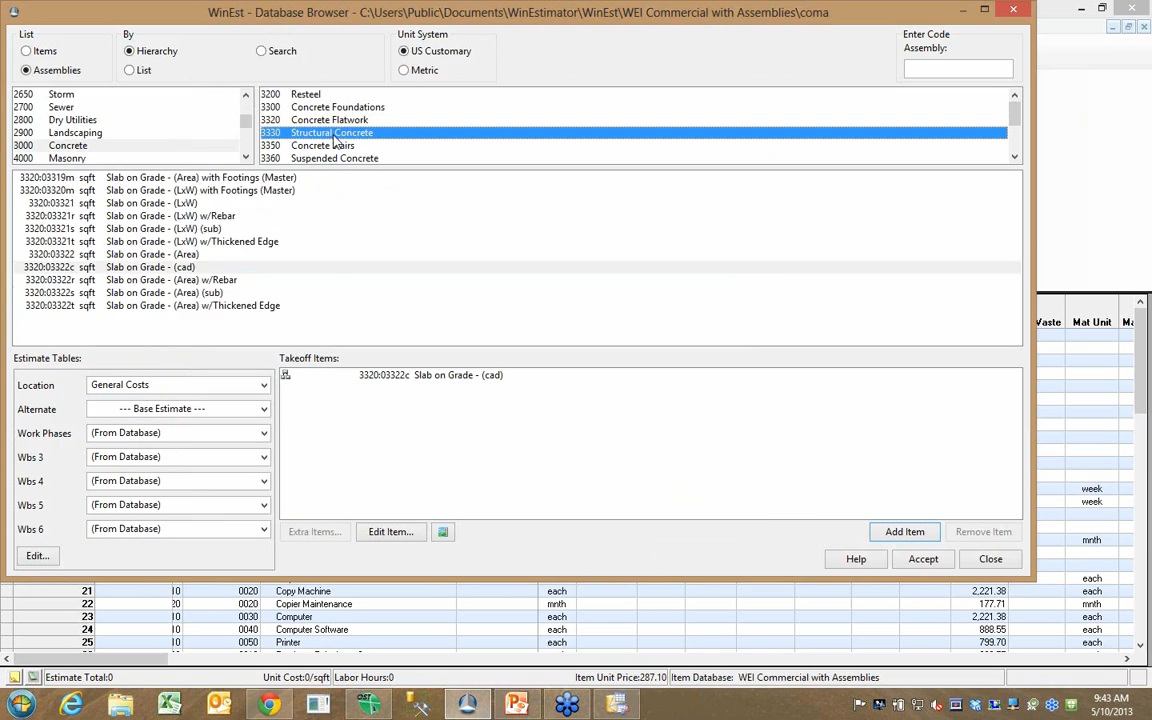 WinEst - Database Browser - C:\Users\Public\Documents\WinEstimator\WinEst\WEI Commercial with Assemblies\coma
List By Unit System Enter Code
Items Hierarchy Search US Customary Assembly:
Assemblies List Metric
2650 Storm 3200 Resteel
2700 Sewer 3300 Concrete Foundations
2800 Dry Utilities 3320 Concrete Flatwork
2900 Landscaping 3330 Structural Concrete
3000 Concrete 3350 Concrete
4000 Masonry 3360 Suspended Concrete
3320:03319m sqft Slab on Grade - (Area) with Footings (Master)
3320:03320m sqft Slab on Grade - (LxW) with Footings (Master)
3320:03321 sqft Slab on Grade - (LxW)
3320:03321r sqft Slab on Grade - (LxW) w/Rebar
3320:03321s sqft Slab on Grade - (LxW) (sub)
3320:03321t sqft Slab on Grade - (LxW) w/Thickened Edge
3320:03322 sqft Slab on Grade - (Area)
3320:03322c sqft Slab on Grade - (cad)
3320:03322r sqft Slab on Grade - (Area) w/Rebar
3320:03322s sqft Slab on Grade - (Area) (sub)
3320:03322t sqft Slab on Grade - (Area) w/Thickened Edge
Waste Mat Unit
Estimate Tables: Takeoff Items:
Location General Costs 3320:03322c Slab on Grade - (cad)
Alternate --- Base Estimate ---
Work Phases (From Database)
Wbs 3 (From Database)
Wbs 4 (From Database)
Wbs 5 (From Database)
Wbs 6 (From Database)
week
week
mnth
each
Extra Items... Edit Item... Add Item Remove Item
Edit... Help Accept Close
21 10 0020 Copy Machine each 2,221.38 each
22 20 0020 Copier Maintenance mnth 177.71 mnth
23 10 0030 Computer each 2,221.38 each
24 10 0040 Computer Software each 888.55 each
25 10 0050 Printer each 799.70 each
Estimate Total:0 Unit Cost:0/sqft Labor Hours:0 Item Unit Price:287.10 Item Database: WEI Commercial with Assemblies
9:43 AM
5/10/2013